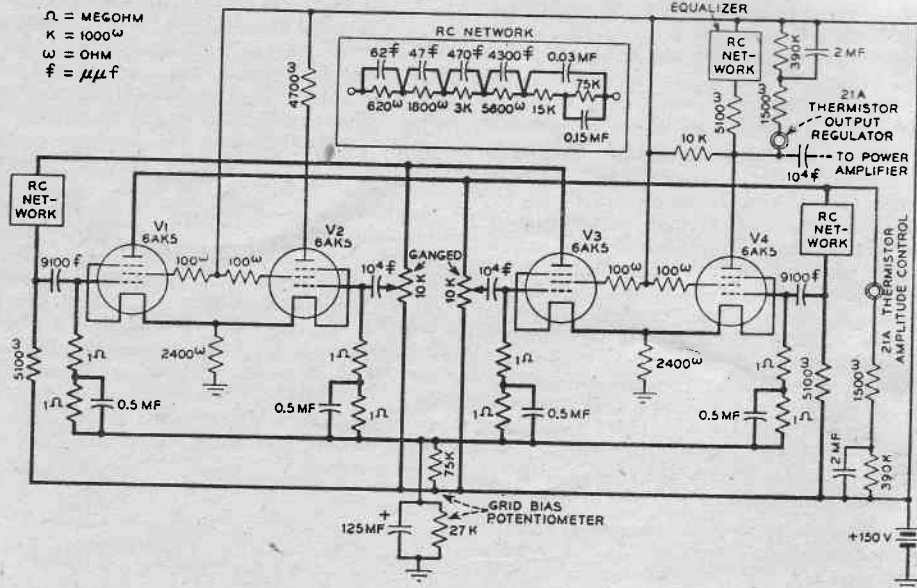 Ω = MEGOHM
K = 1000ω
ω = OHM
f = μμf
RC NETWORK
62f 47f 470f 4300f 0.03 MF
620ω 1800ω 3K 5600ω 15K 75K
0.15MF
4700ω
EQUALIZER
RC
NET-
WORK
390K
2 MF
5100ω
1500ω
21A
THERMISTOR
OUTPUT
REGULATOR
10 K
10⁴f
TO POWER
AMPLIFIER
RC
NET-
WORK
V1
6AK5
V2
6AK5
V3
6AK5
V4
6AK5
RC
NET-
WORK
9100f
100ω
100ω
10⁴f
GANGED
10K
10K
10⁴f
100ω
100ω
9100f
21A THERMISTOR
AMPLITUDE CONTROL
5100ω
1Ω
2400ω
1Ω
1Ω
2400ω
1Ω
5100ω
1500ω
1Ω
0.5 MF
0.5 MF
1Ω
1Ω
0.5 MF
0.5 MF
1Ω
75K
2 MF
390K
GRID BIAS
POTENTIOMETER
+
125MF
27K
+150 V